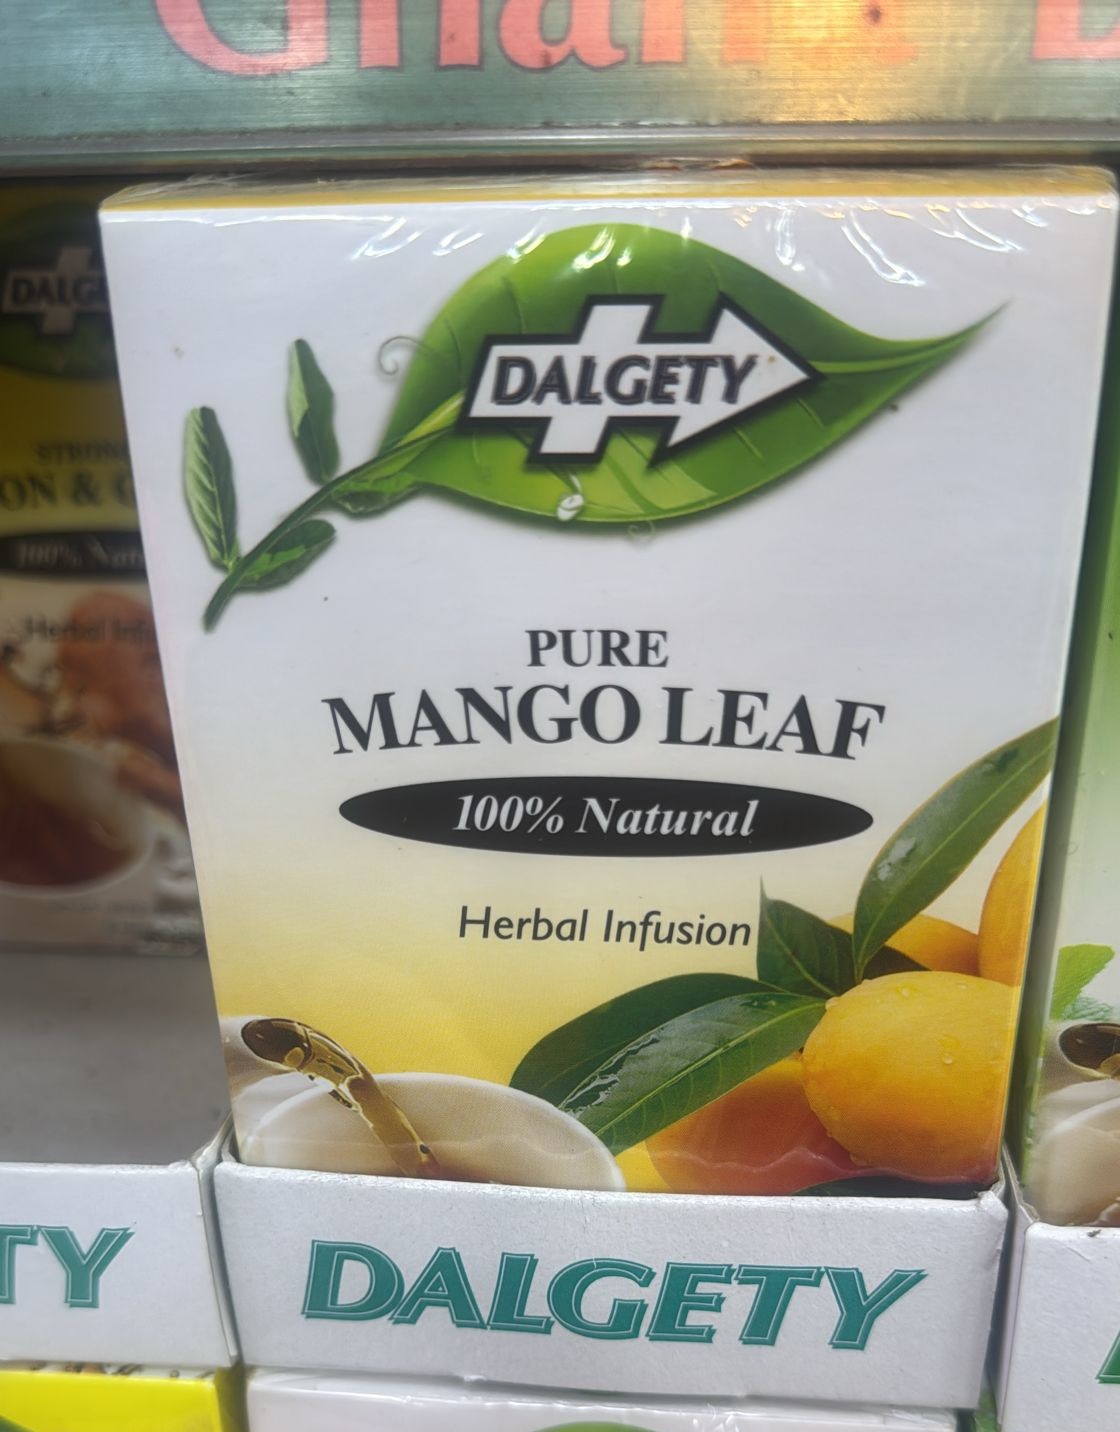 DALGETY
PURE
MANGO LEAF
100% Natural
Herbal Infusion
DALGETY